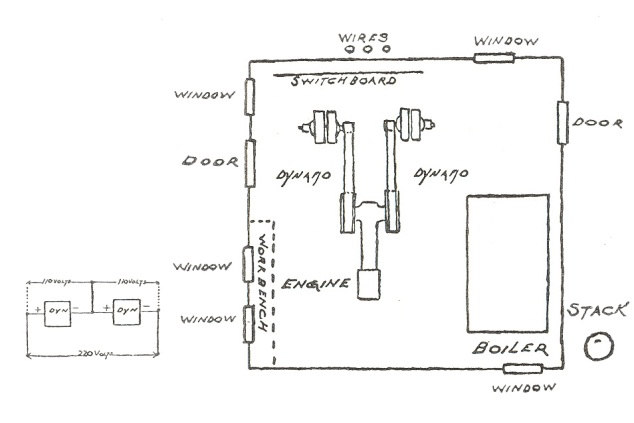 WIRES
WINDOW
SWITCHBOARD
WINDOW
DOOR
DOOR
DYNAMO
DYNAMO
WORK BENCH
WINDOW
ENGINE
110 VOLTS
110 VOLTS
+ DYN - + DYN -
WINDOW
STACK
BOILER
220 Volts
WINDOW